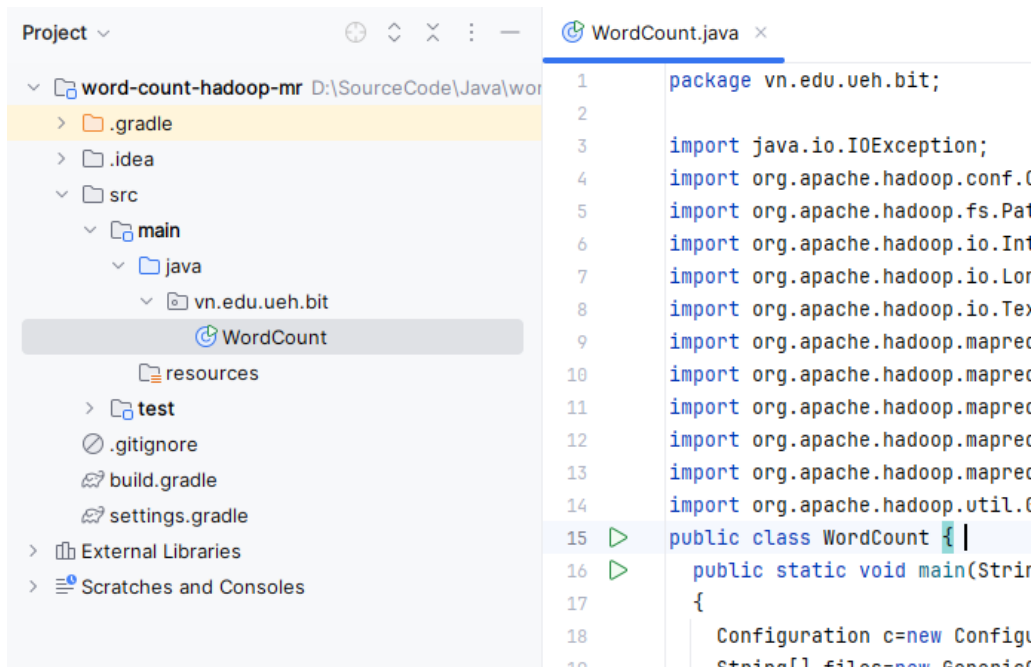 Project
word-count-hadoop-mr D:\SourceCode\Java\wor
.gradle
.idea
src
main
java
vn.edu.ueh.bit
WordCount
resources
test
.gitignore
build.gradle
settings.gradle
External Libraries
Scratches and Consoles
WordCount.java
1 package vn.edu.ueh.bit;
2
3 import java.io.IOException;
4 import org.apache.hadoop.conf.
5 import org.apache.hadoop.fs.Pat
6 import org.apache.hadoop.io.Int
7 import org.apache.hadoop.io.Lon
8 import org.apache.hadoop.io.Tex
9 import org.apache.hadoop.mapred
10 import org.apache.hadoop.mapred
11 import org.apache.hadoop.mapred
12 import org.apache.hadoop.mapred
13 import org.apache.hadoop.mapred
14 import org.apache.hadoop.util.G
15 public class WordCount {
16 public static void main(Strin
17 {
18 Configuration c=new Configu
19 String[] files=new Generic